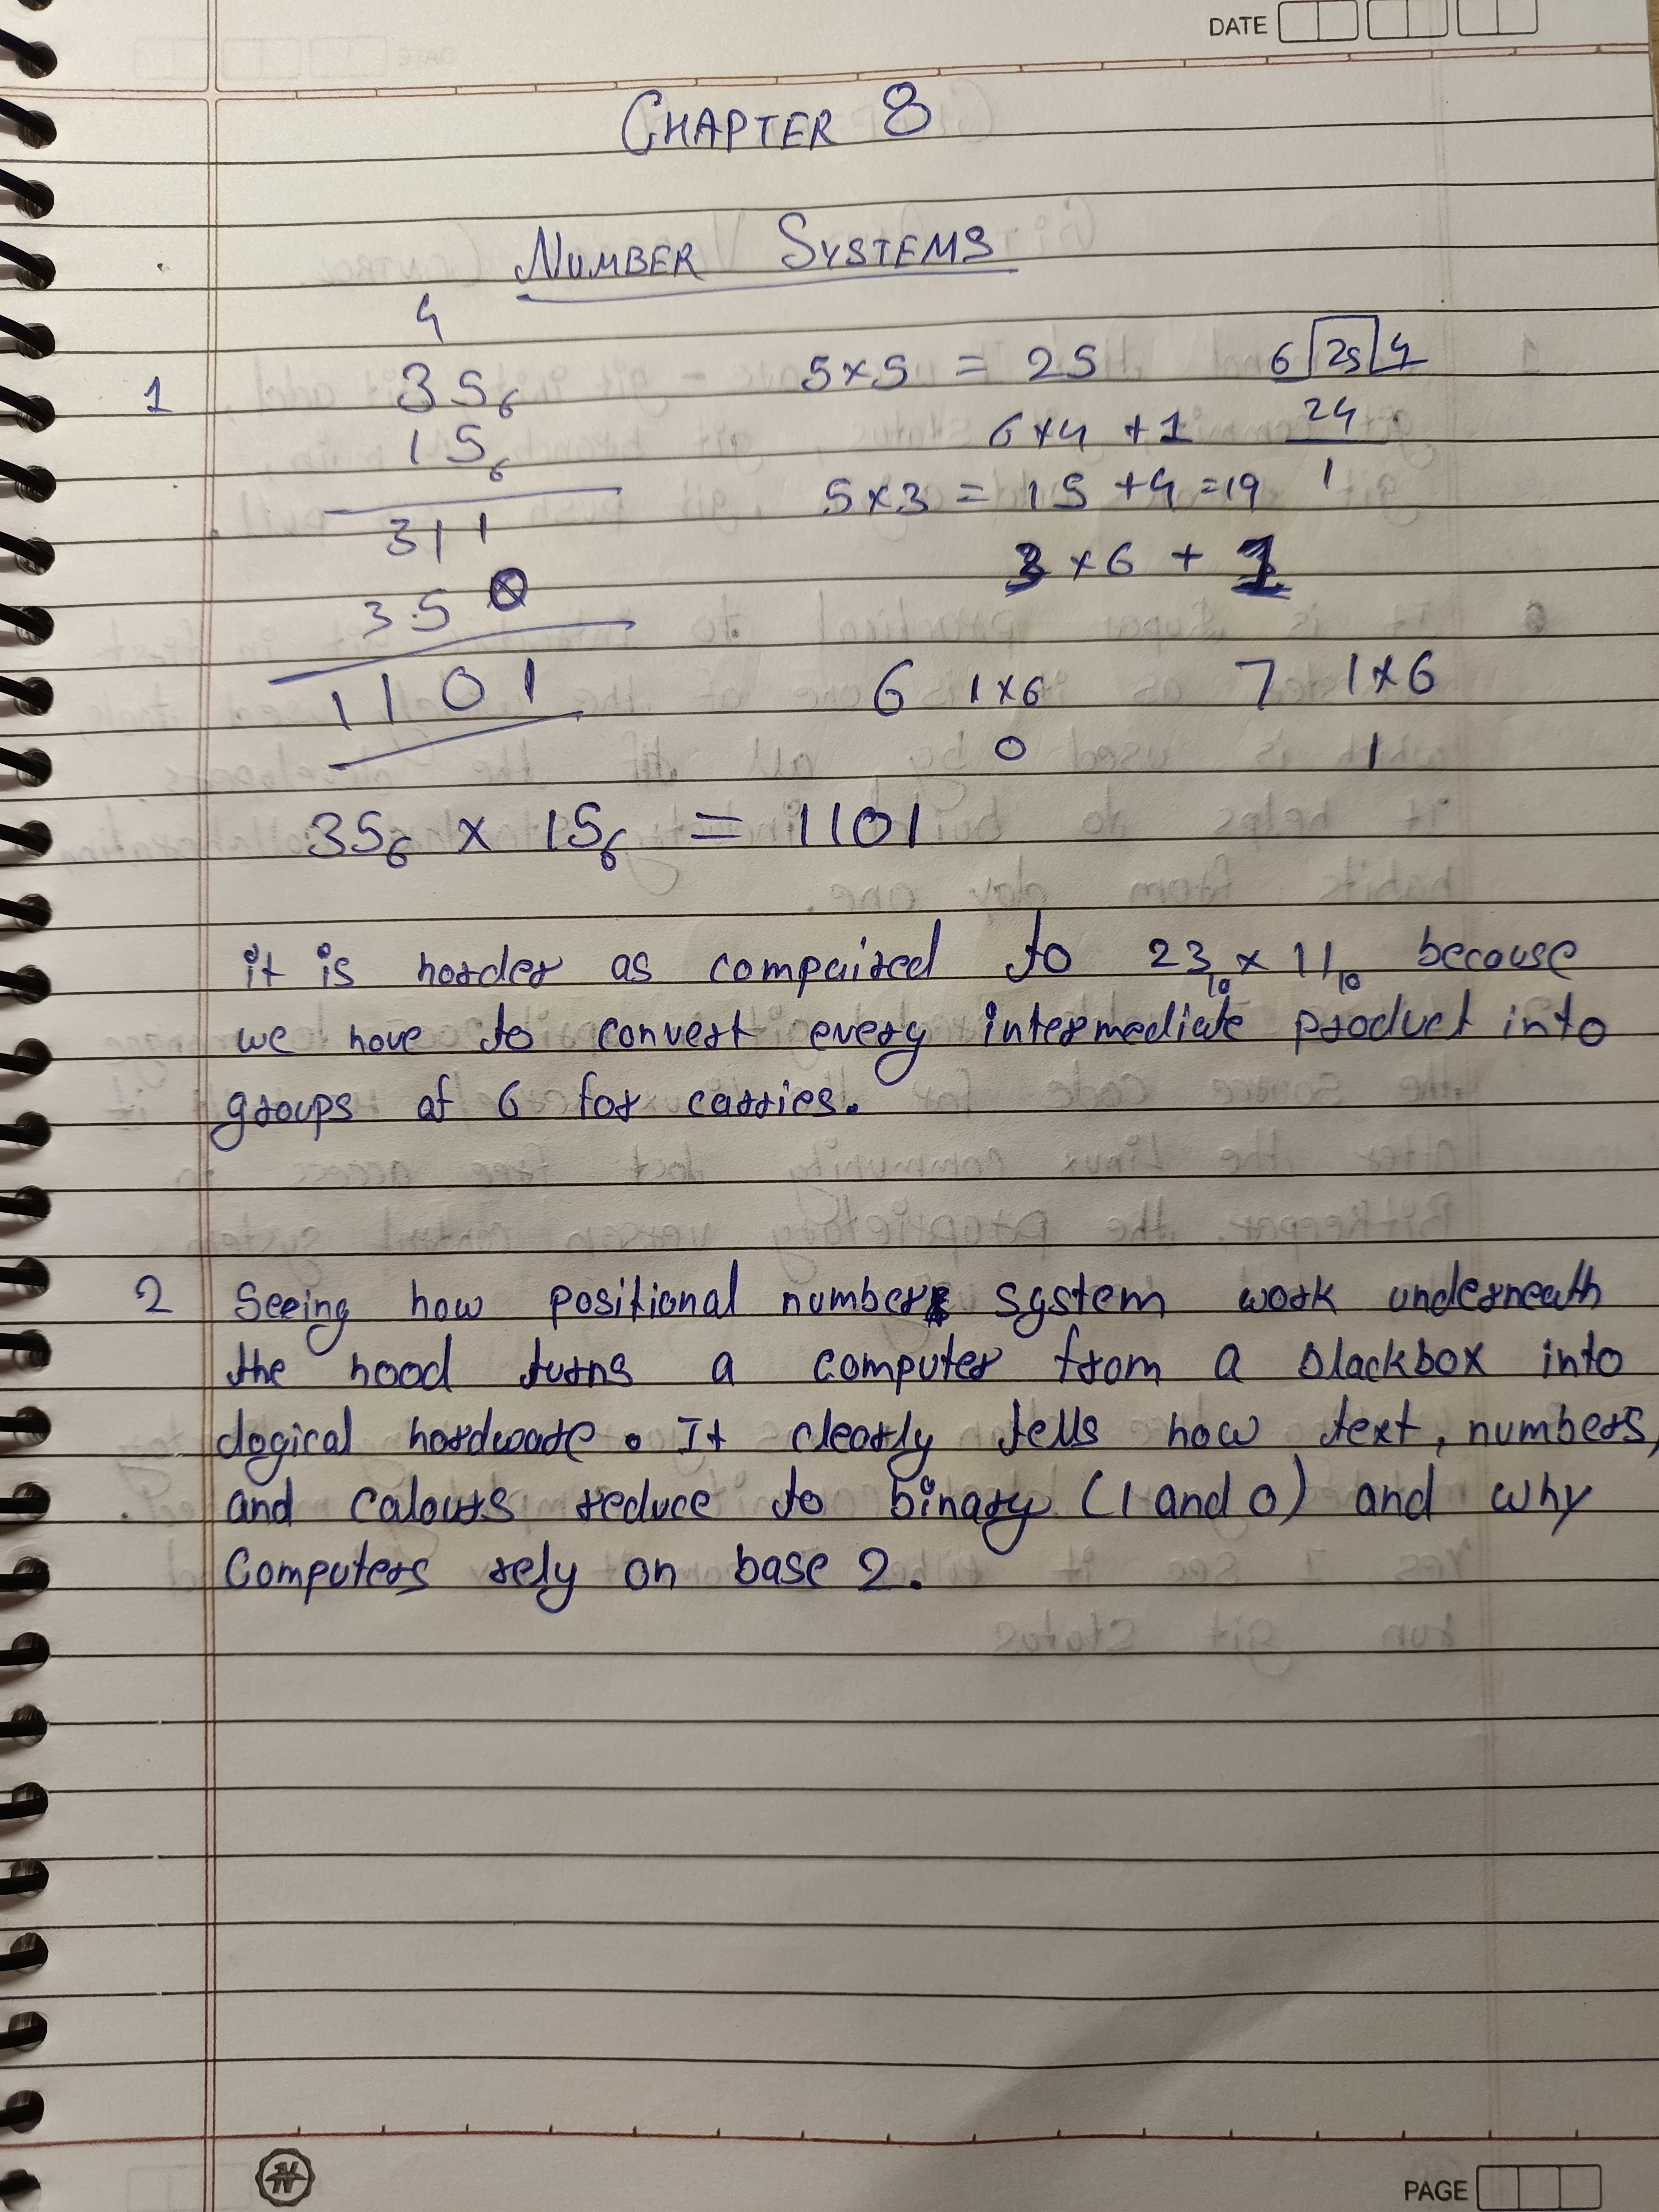 DATE
CHAPTER 8
NUMBER SYSTEMS
4
1 35₆ 5×5 = 25 6 25 4
15₆ 6×4 +1 24
311 5×3 = 15 +4 =19 1
35⊗ 3 ×6 + 1
1101 6 1×6 7 1×6
0 1
35₆ × 15₆ = 1101
it is harder as compaired to 23₁₀ × 11₁₀ because
we have to convert every intermediate product into
groups of 6 for carries.
2 Seeing how positional number system work underneath
the hood turns a computer from a blackbox into
logical hardware. It clearly tells how text, numbers,
and calours reduce to binary (1 and 0) and why
Computers rely on base 2.
N
PAGE